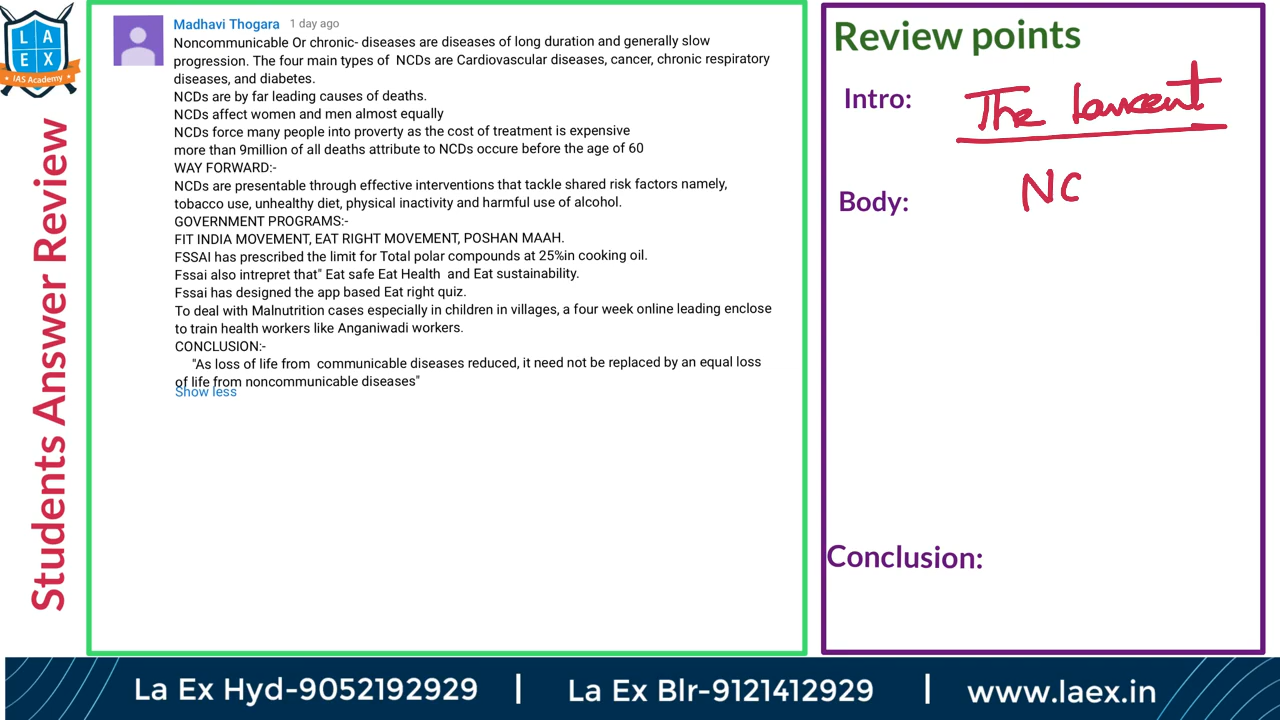 LA
EX
IAS Academy
Students Answer Review
Madhavi Thogara 1 day ago
Noncommunicable Or chronic- diseases are diseases of long duration and generally slow
progression. The four main types of NCDs are Cardiovascular diseases, cancer, chronic respiratory
diseases, and diabetes.
NCDs are by far leading causes of deaths.
NCDs affect women and men almost equally
NCDs force many people into proverty as the cost of treatment is expensive
more than 9million of all deaths attribute to NCDs occure before the age of 60
WAY FORWARD:-
NCDs are presentable through effective interventions that tackle shared risk factors namely,
tobacco use, unhealthy diet, physical inactivity and harmful use of alcohol.
GOVERNMENT PROGRAMS:-
FIT INDIA MOVEMENT, EAT RIGHT MOVEMENT, POSHAN MAAH.
FSSAI has prescribed the limit for Total polar compounds at 25%in cooking oil.
Fssai also intrepret that" Eat safe Eat Health and Eat sustainability.
Fssai has designed the app based Eat right quiz.
To deal with Malnutrition cases especially in children in villages, a four week online leading enclose
to train health workers like Anganiwadi workers.
CONCLUSION:-
"As loss of life from communicable diseases reduced, it need not be replaced by an equal loss
of life from noncommunicable diseases"
Show less
Review points
Intro: The Lancent
Body: NC
Conclusion:
La Ex Hyd-9052192929 | La Ex Blr-9121412929 | www.laex.in